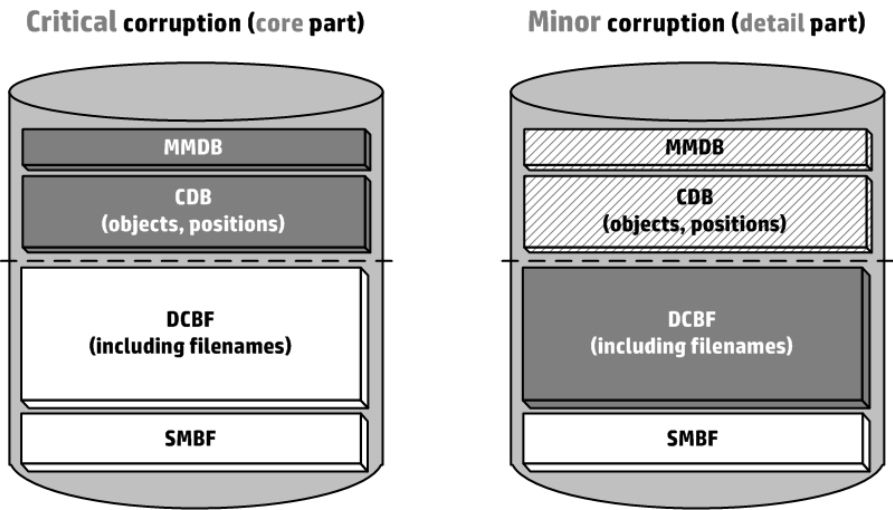 Critical corruption (core part)
MMDB
CDB
(objects, positions)
DCBF
(including filenames)
SMBF
Minor corruption (detail part)
MMDB
CDB
(objects, positions)
DCBF
(including filenames)
SMBF